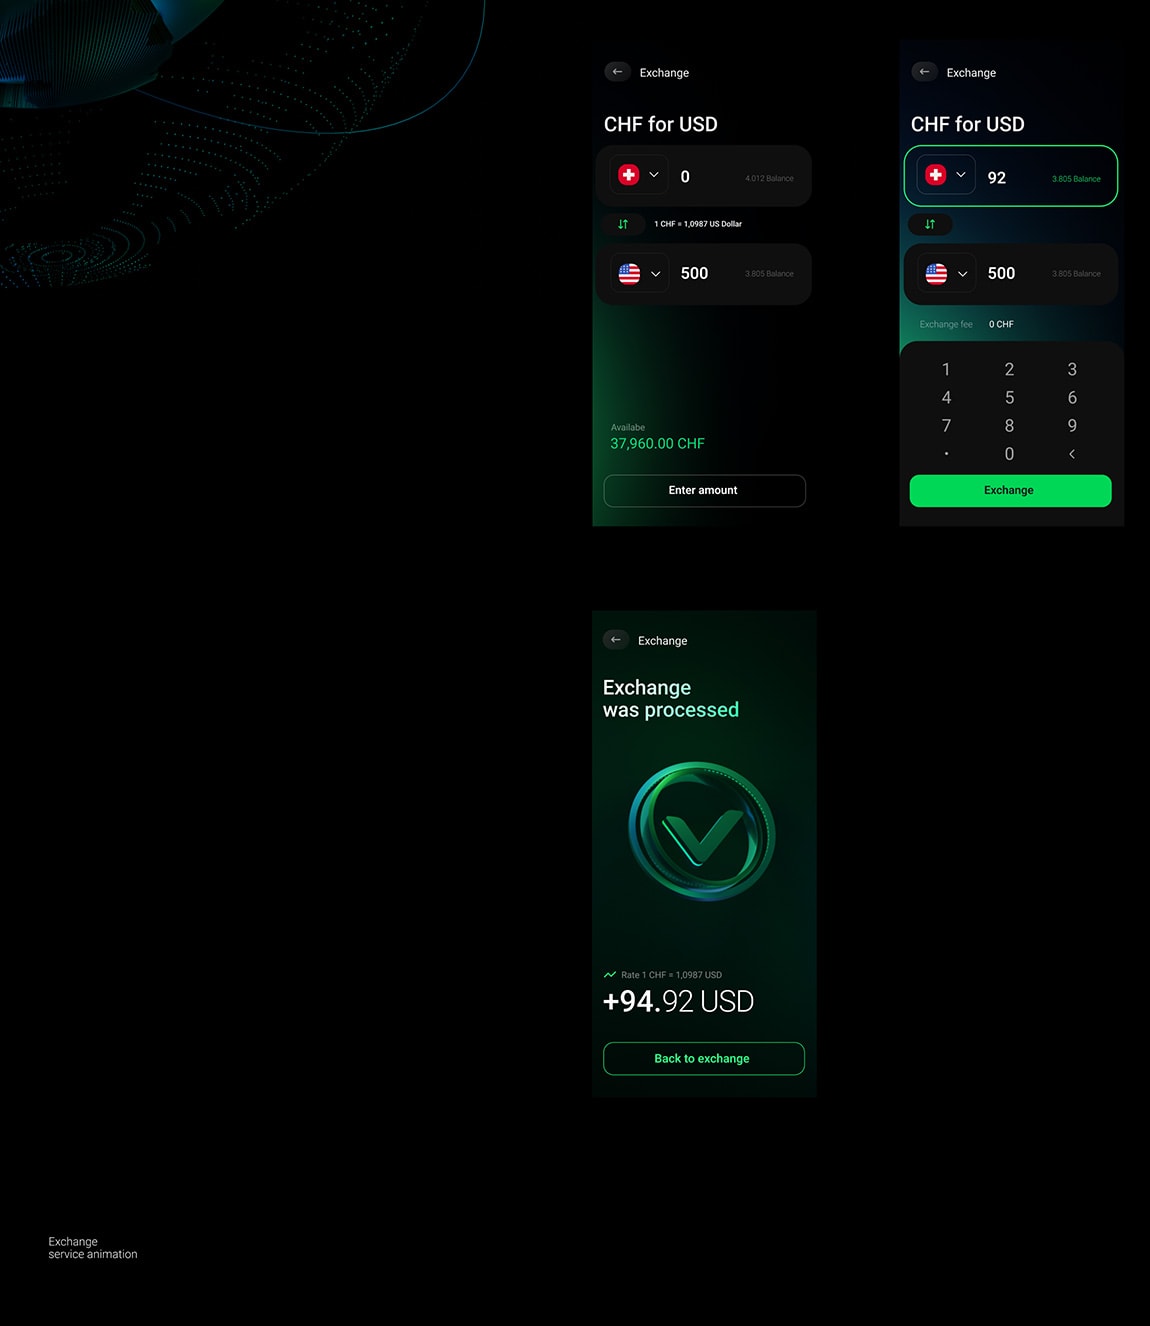 Exchange
CHF for USD
0
4.012 Balance
1 CHF = 1,0987 US Dollar
500
3.805 Balance
Availabe
37,960.00 CHF
Enter amount
Exchange
CHF for USD
92
3.805 Balance
500
3.805 Balance
Exchange fee 0 CHF
1 2 3
4 5 6
7 8 9
. 0
Exchange
Exchange
Exchange
was processed
Rate 1 CHF = 1,0987 USD
+94.92 USD
Back to exchange
Exchange
service animation